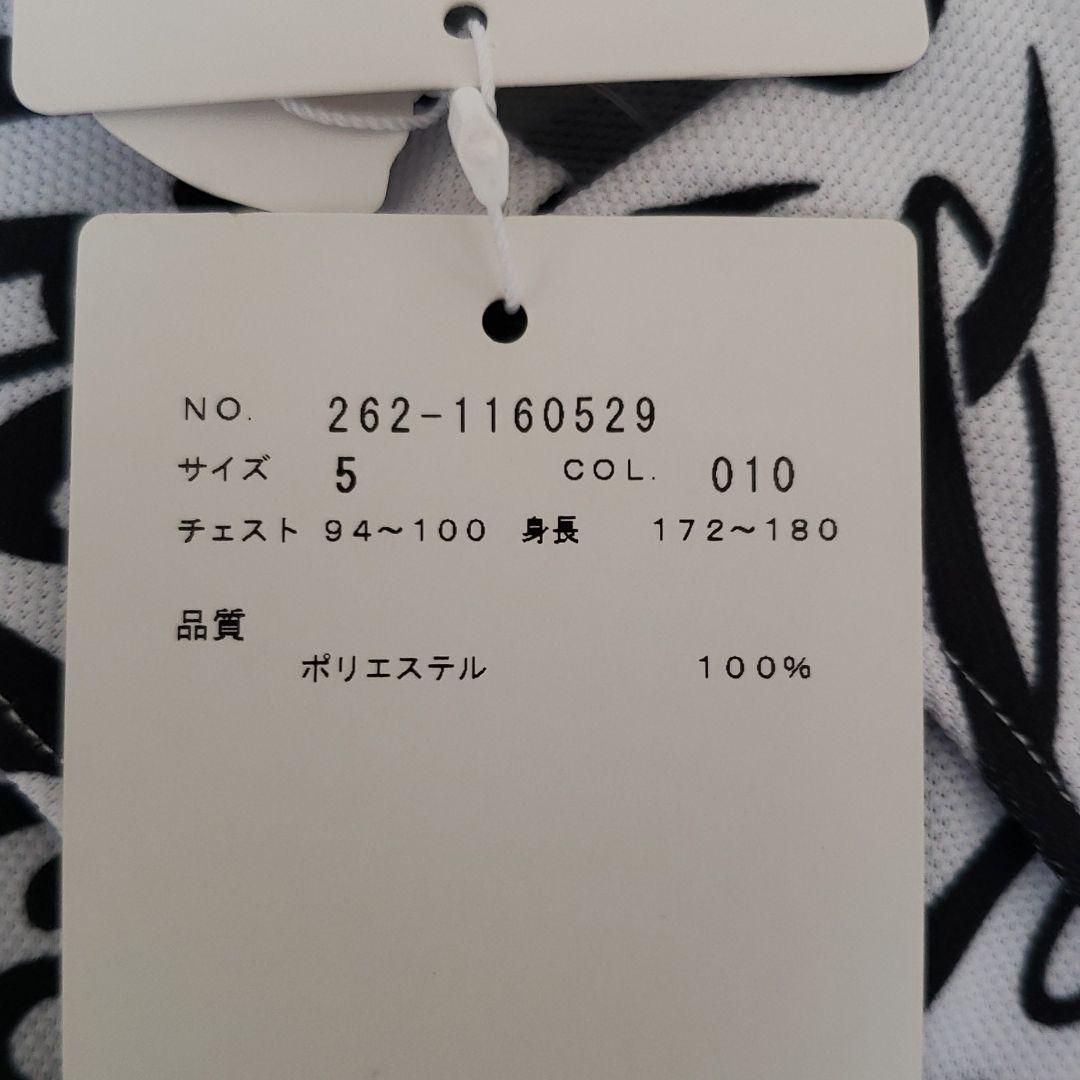 NO. 262-1160529
サイズ 5 COL. 010
チェスト 94～100 身長 172～180
品質
ポリエステル 100%